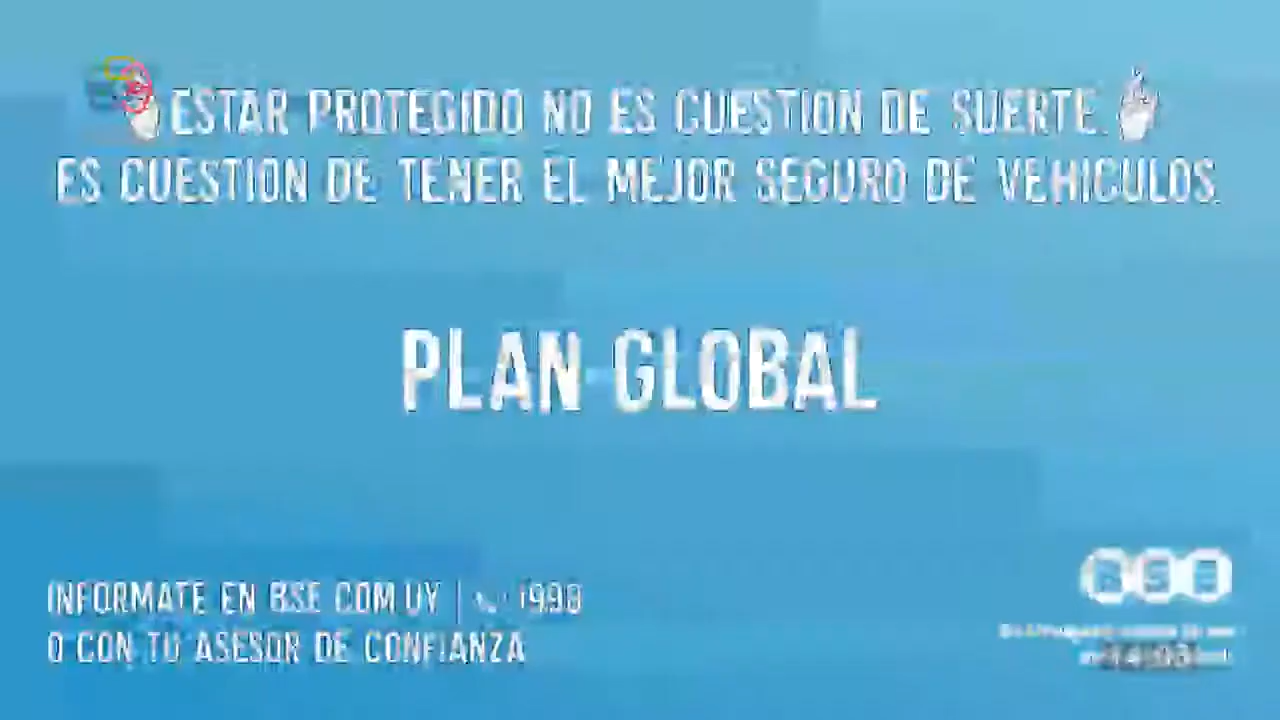 ESTAR PROTEGIDO NO ES CUESTION DE SUERTE.
ES CUESTION DE TENER EL MEJOR SEGURO DE VEHICULOS.
PLAN GLOBAL
INFORMATE EN BSE.COM.UY | 1998
O CON TU ASESOR DE CONFIANZA
BSE